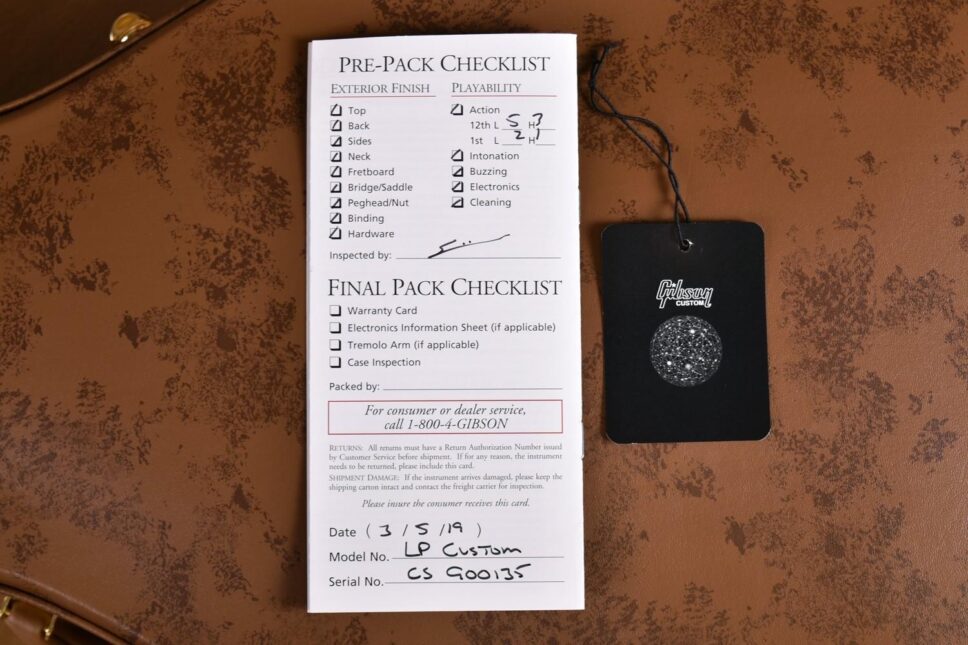 PRE-PACK CHECKLIST
EXTERIOR FINISH
Top
Back
Sides
Neck
Fretboard
Bridge/Saddle
Peghead/Nut
Binding
Hardware
PLAYABILITY
Action
12th L 5 H 3
1st L 2 H 1
Intonation
Buzzing
Electronics
Cleaning
Inspected by:
FINAL PACK CHECKLIST
Warranty Card
Electronics Information Sheet (if applicable)
Tremolo Arm (if applicable)
Case Inspection
Packed by:
For consumer or dealer service,
call 1-800-4-GIBSON
RETURNS: All returns must have a Return Authorization Number issued
by Customer Service before shipment. If for any reason, the instrument
needs to be returned, please include this card.
SHIPMENT DAMAGE: If the instrument arrives damaged, please keep the
shipping carton intact and contact the freight carrier for inspection.
Please insure the consumer receives this card.
Date ( 3 / 5 / 19 )
Model No. LP Custom
Serial No. CS 900135
Gibson
CUSTOM